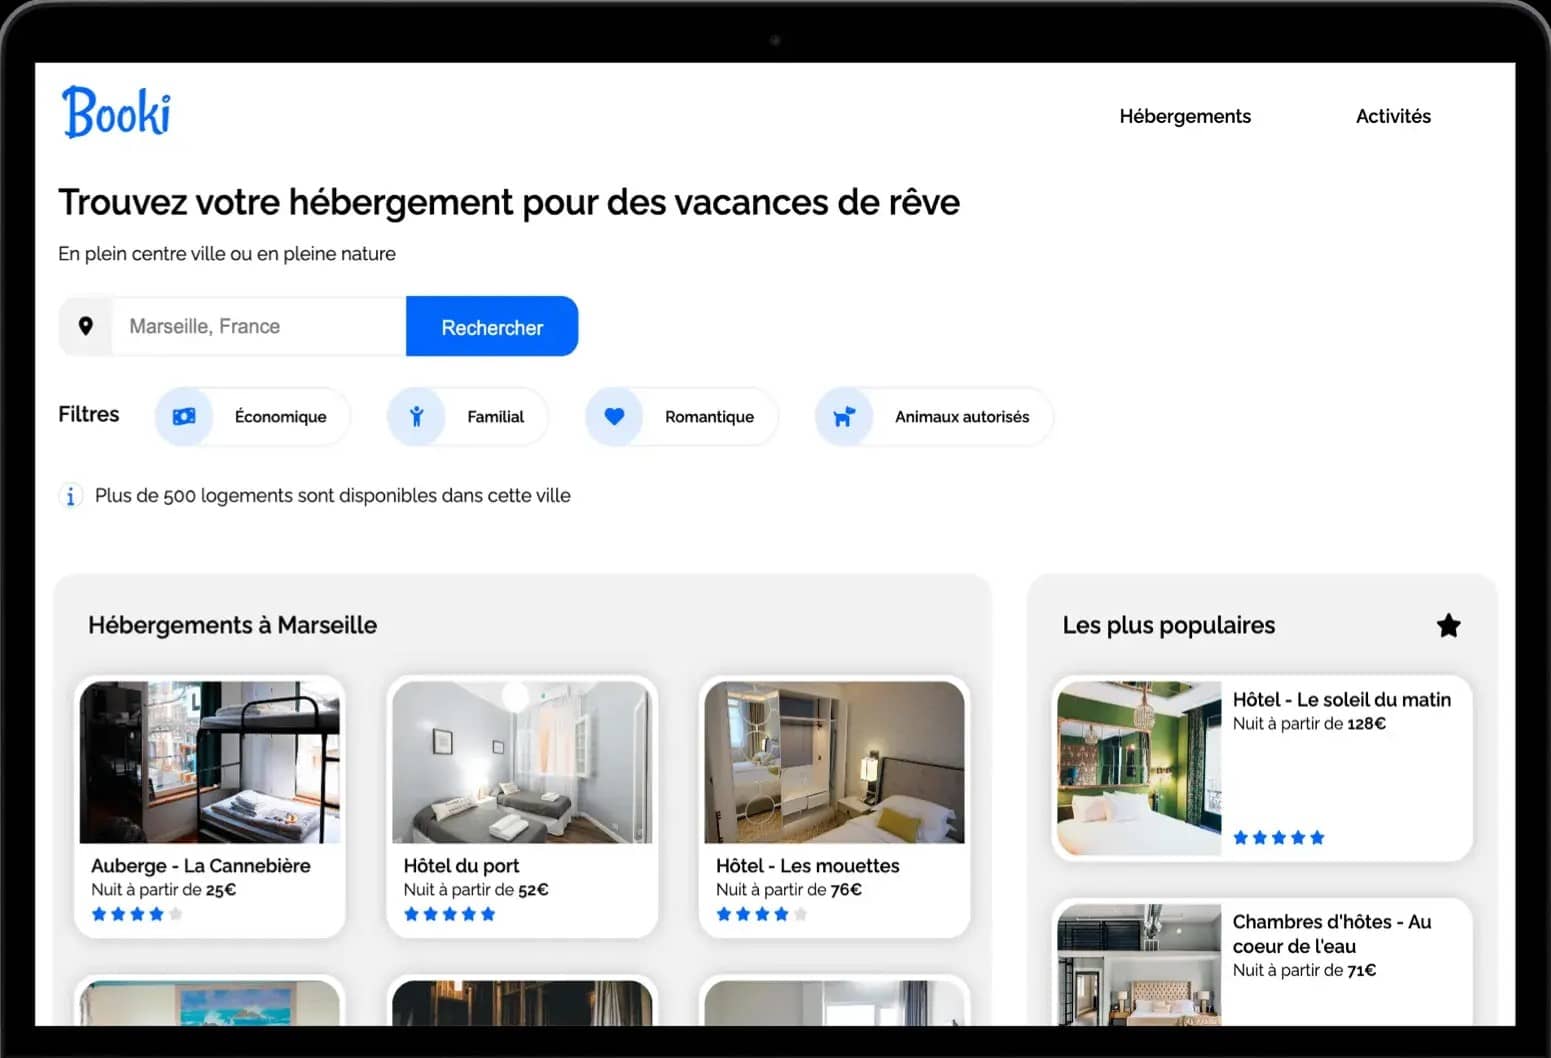 Booki
Hébergements
Activités
Trouvez votre hébergement pour des vacances de rêve
En plein centre ville ou en pleine nature
Marseille, France
Rechercher
Filtres
Économique
Familial
Romantique
Animaux autorisés
i Plus de 500 logements sont disponibles dans cette ville
Hébergements à Marseille
Auberge - La Cannebière
Nuit à partir de 25€
Hôtel du port
Nuit à partir de 52€
Hôtel - Les mouettes
Nuit à partir de 76€
Les plus populaires
Hôtel - Le soleil du matin
Nuit à partir de 128€
Chambres d'hôtes - Au
coeur de l'eau
Nuit à partir de 71€